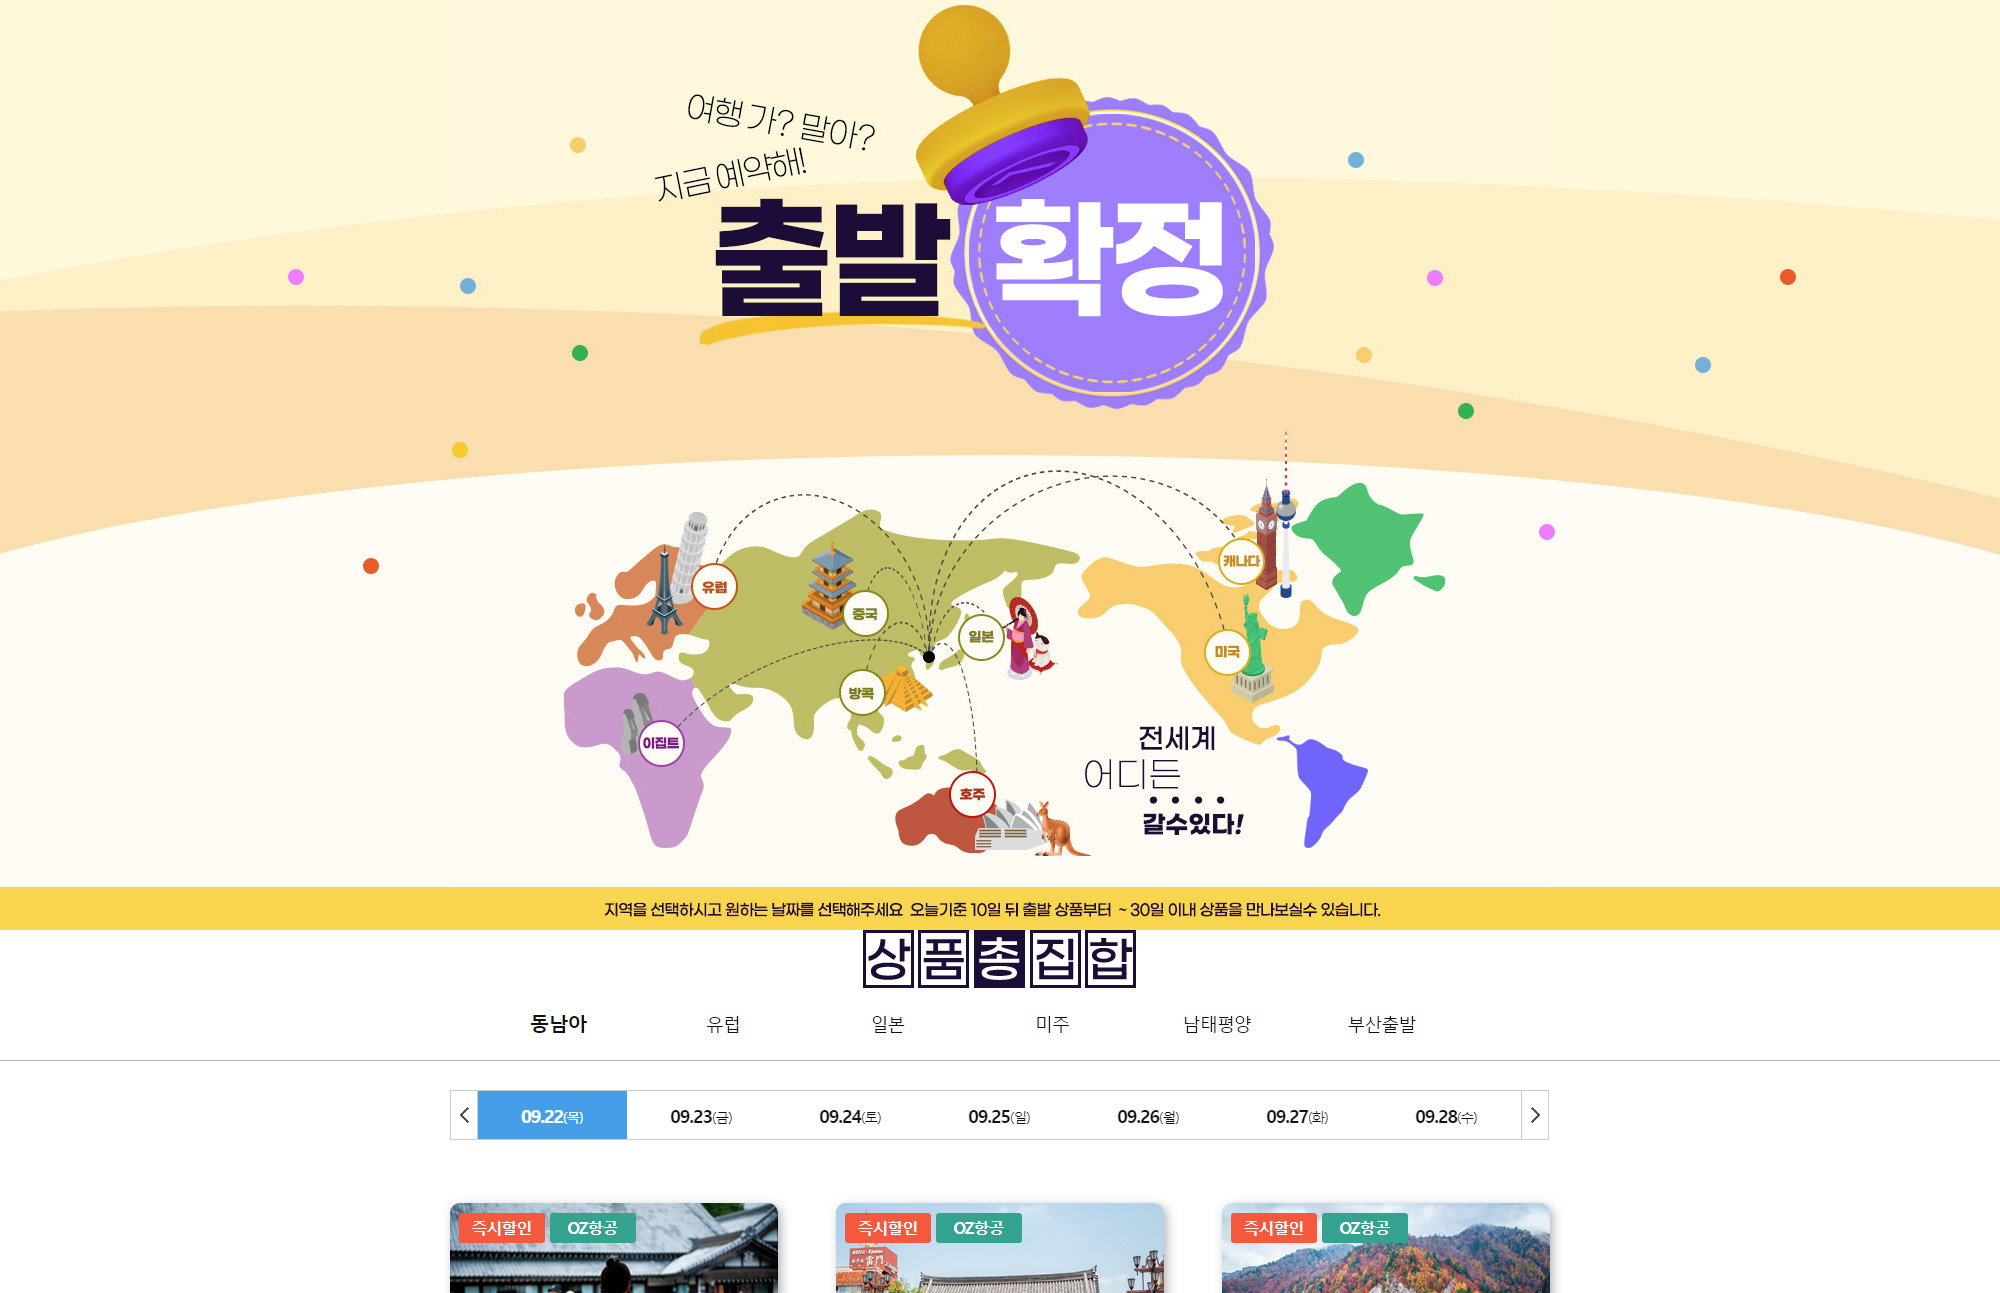 여행 가? 말아?
지금 예약해!
출발 확정
캐나다
유럽
중국
일본
미국
방콕
이집트
호주
전세계
어디든
갈수있다!
지역을 선택하시고 원하는 날짜를 선택해주세요 오늘기준 10일 뒤 출발 상품부터 ~ 30일 이내 상품을 만나보실수 있습니다.
상품총집합
동남아 유럽 일본 미주 남태평양 부산출발
< 09.22(목) 09.23(금) 09.24(토) 09.25(일) 09.26(월) 09.27(화) 09.28(수) >
즉시할인 OZ항공 즉시할인 OZ항공 즉시할인 OZ항공
雷門